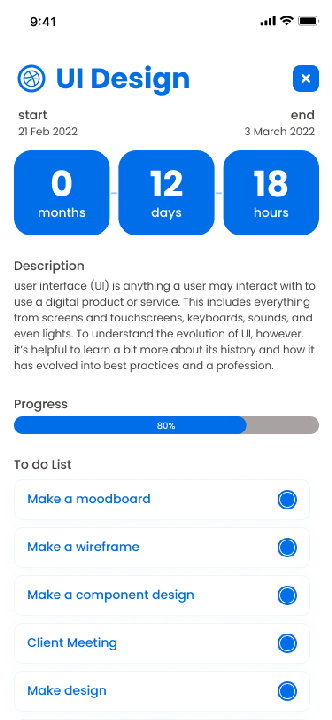 9:41
UI Design
start
end
21 Feb 2022
3 March 2022
0
12
18
months
days
hours
Description
user interface (UI) is anything a user may interact with to
use a digital product or service. This includes everything
from screens and touchscreens, keyboards, sounds, and
even lights. To understand the evolution of UI, however,
it's helpful to learn a bit more about its history and how it
has evolved into best practices and a profession.
Progress
80%
To do List
Make a moodboard
Make a wireframe
Make a component design
Client Meeting
Make design